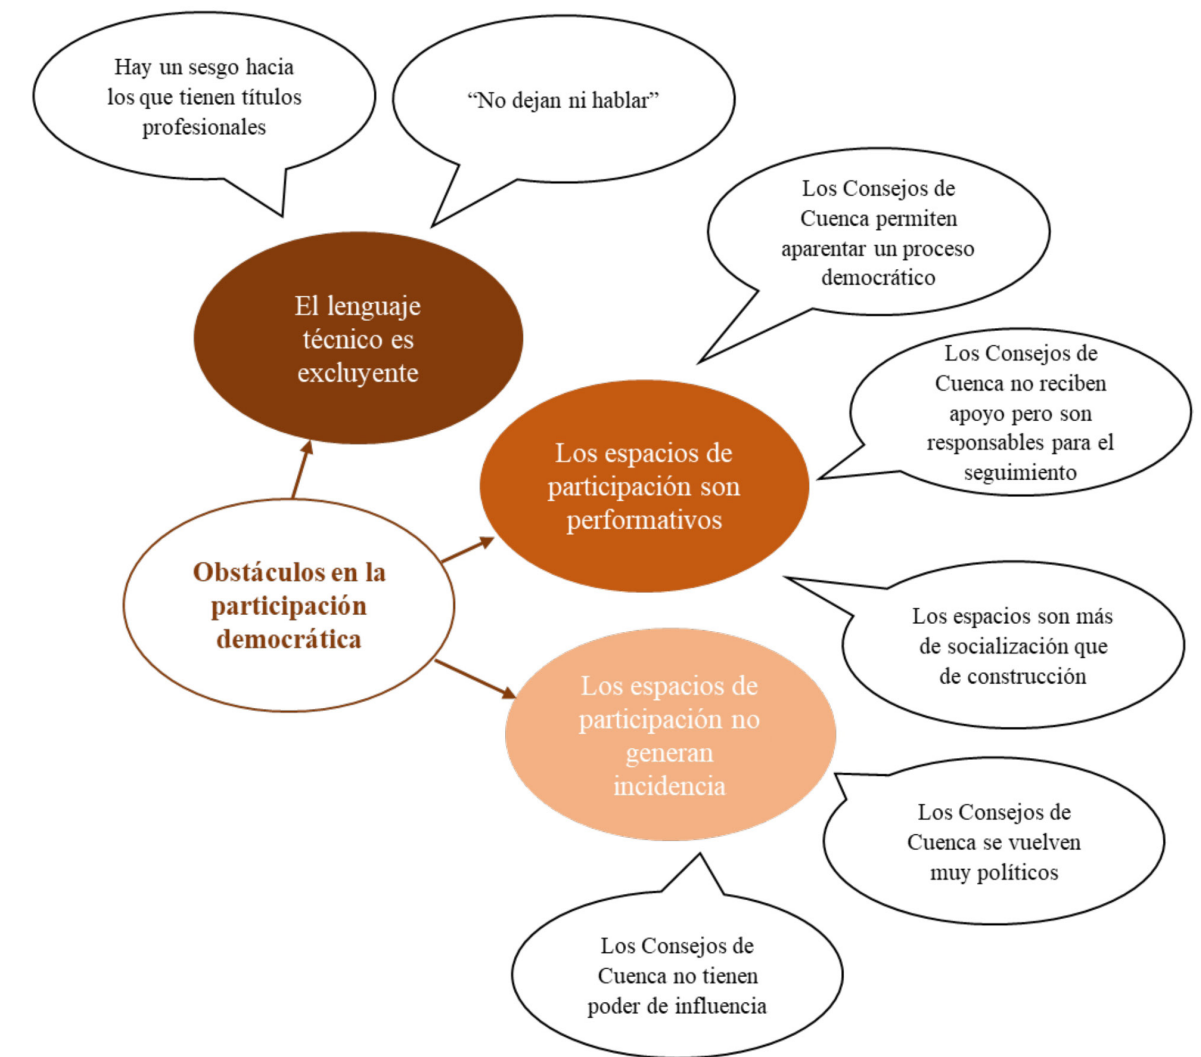 Hay un sesgo hacia
los que tienen títulos
profesionales
“No dejan ni hablar”
Los Consejos de
Cuenca permiten
aparentar un proceso
democrático
El lenguaje
técnico es
excluyente
Los Consejos de
Cuenca no reciben
apoyo pero son
responsables para el
seguimiento
Los espacios de
participación son
performativos
Obstáculos en la
participación
democrática
Los espacios son más
de socialización que
de construcción
Los espacios de
participación no
generan
incidencia
Los Consejos de
Cuenca se vuelven
muy políticos
Los Consejos de
Cuenca no tienen
poder de influencia